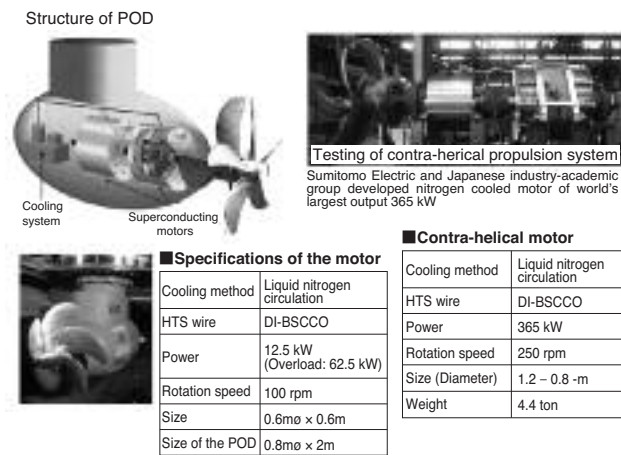 Structure of POD
Cooling
system
Superconducting
motors
Testing of contra-herical propulsion system
Sumitomo Electric and Japanese industry-academic
group developed nitrogen cooled motor of world's
largest output 365 kW
■Specifications of the motor
Cooling method Liquid nitrogen
circulation
HTS wire DI-BSCCO
Power 12.5 kW
(Overload: 62.5 kW)
Rotation speed 100 rpm
Size 0.6mø × 0.6m
Size of the POD 0.8mø × 2m
■Contra-helical motor
Cooling method Liquid nitrogen
circulation
HTS wire DI-BSCCO
Power 365 kW
Rotation speed 250 rpm
Size (Diameter) 1.2 – 0.8 -m
Weight 4.4 ton